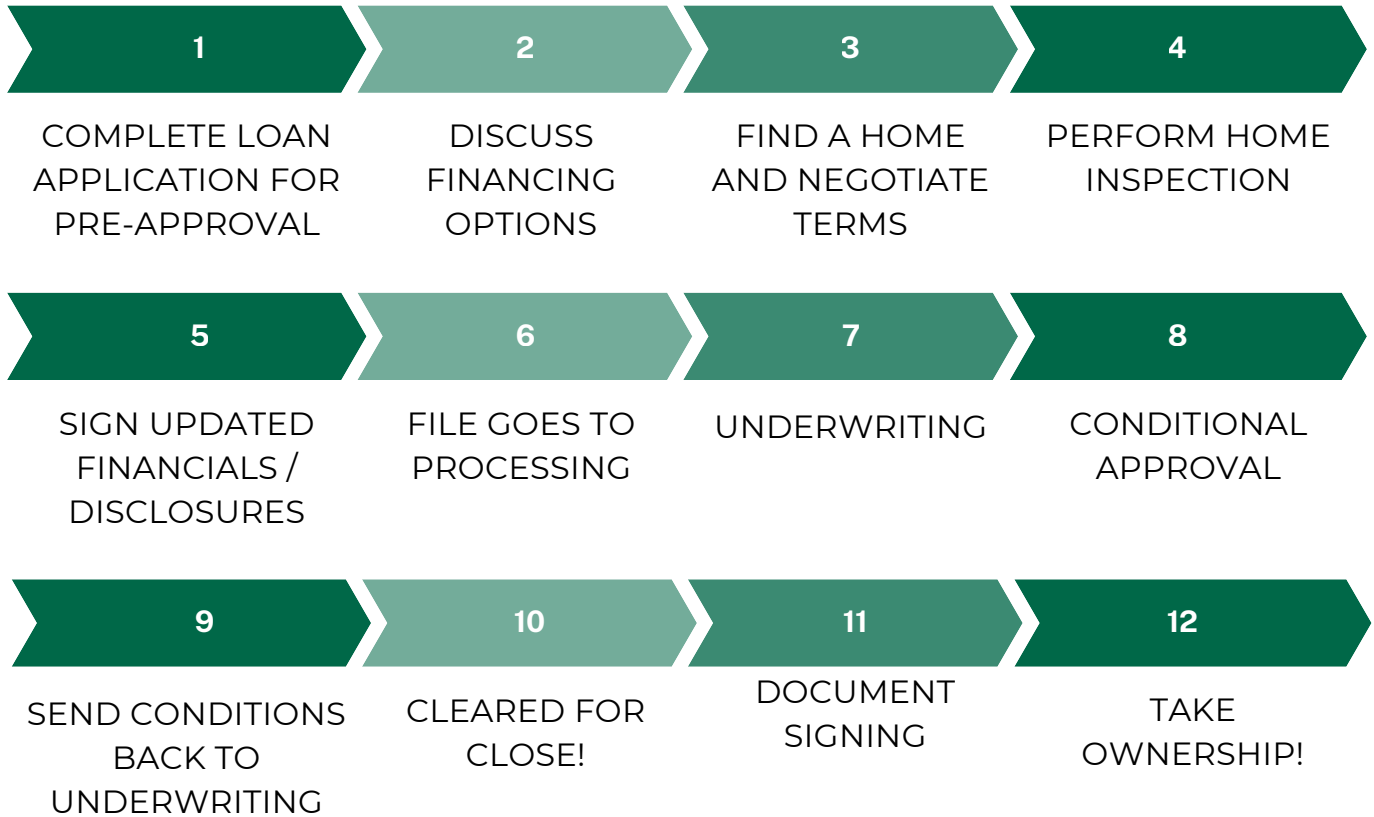 1
2
3
4
COMPLETE LOAN
APPLICATION FOR
PRE-APPROVAL
DISCUSS
FINANCING
OPTIONS
FIND A HOME
AND NEGOTIATE
TERMS
PERFORM HOME
INSPECTION
5
6
7
8
SIGN UPDATED
FINANCIALS /
DISCLOSURES
FILE GOES TO
PROCESSING
UNDERWRITING
CONDITIONAL
APPROVAL
9
10
11
12
SEND CONDITIONS
BACK TO
UNDERWRITING
CLEARED FOR
CLOSE!
DOCUMENT
SIGNING
TAKE
OWNERSHIP!